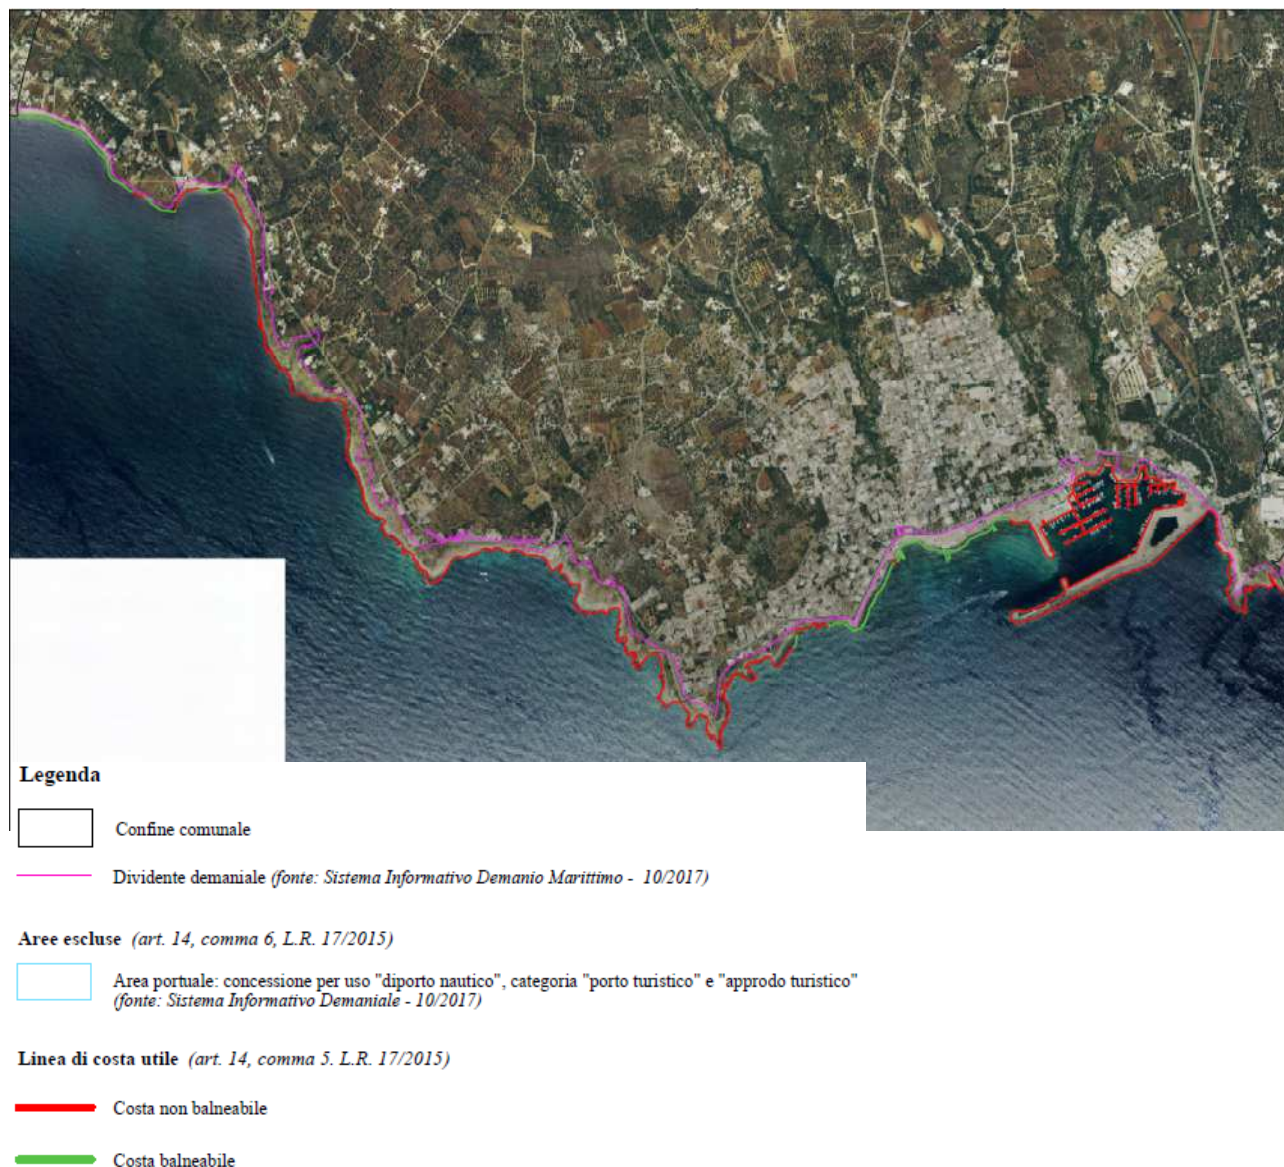 Legenda
Confine comunale
Dividente demaniale (fonte: Sistema Informativo Demanio Marittimo - 10/2017)
Aree escluse (art. 14, comma 6, L.R. 17/2015)
Area portuale: concessione per uso "diporto nautico", categoria "porto turistico" e "approdo turistico"
(fonte: Sistema Informativo Demaniale - 10/2017)
Linea di costa utile (art. 14, comma 5. L.R. 17/2015)
Costa non balneabile
Costa balneabile